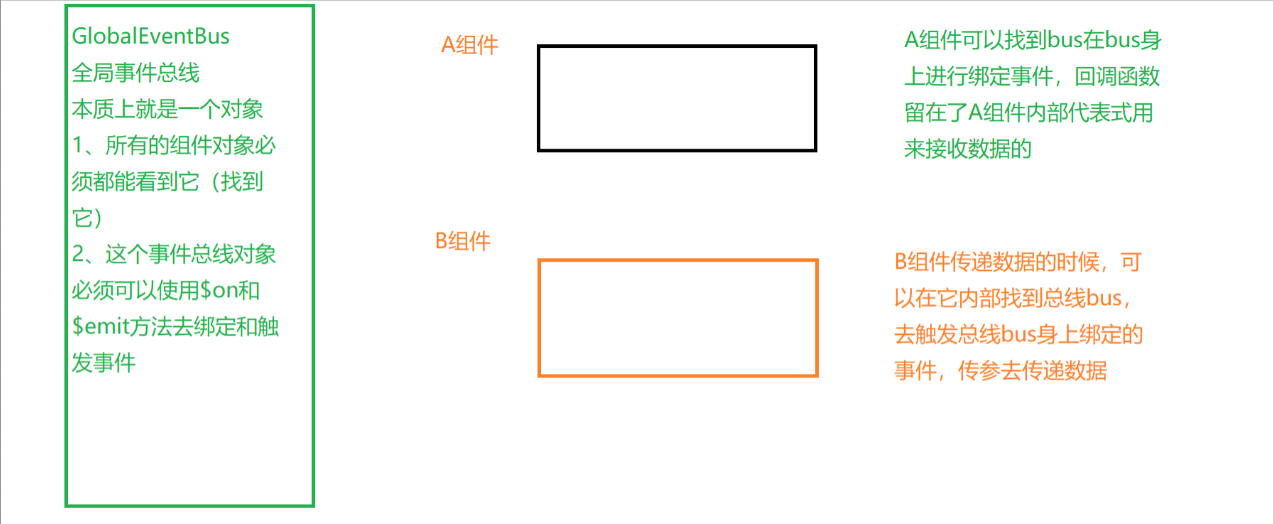 GlobalEventBus
全局事件总线
本质上就是一个对象
1、所有的组件对象必
须都能看到它（找到
它）
2、这个事件总线对象
必须可以使用$on和
$emit方法去绑定和触
发事件
A组件
A组件可以找到bus在bus身
上进行绑定事件，回调函数
留在了A组件内部代表式用
来接收数据的
B组件
B组件传递数据的时候，可
以在它内部找到总线bus，
去触发总线bus身上绑定的
事件，传参去传递数据